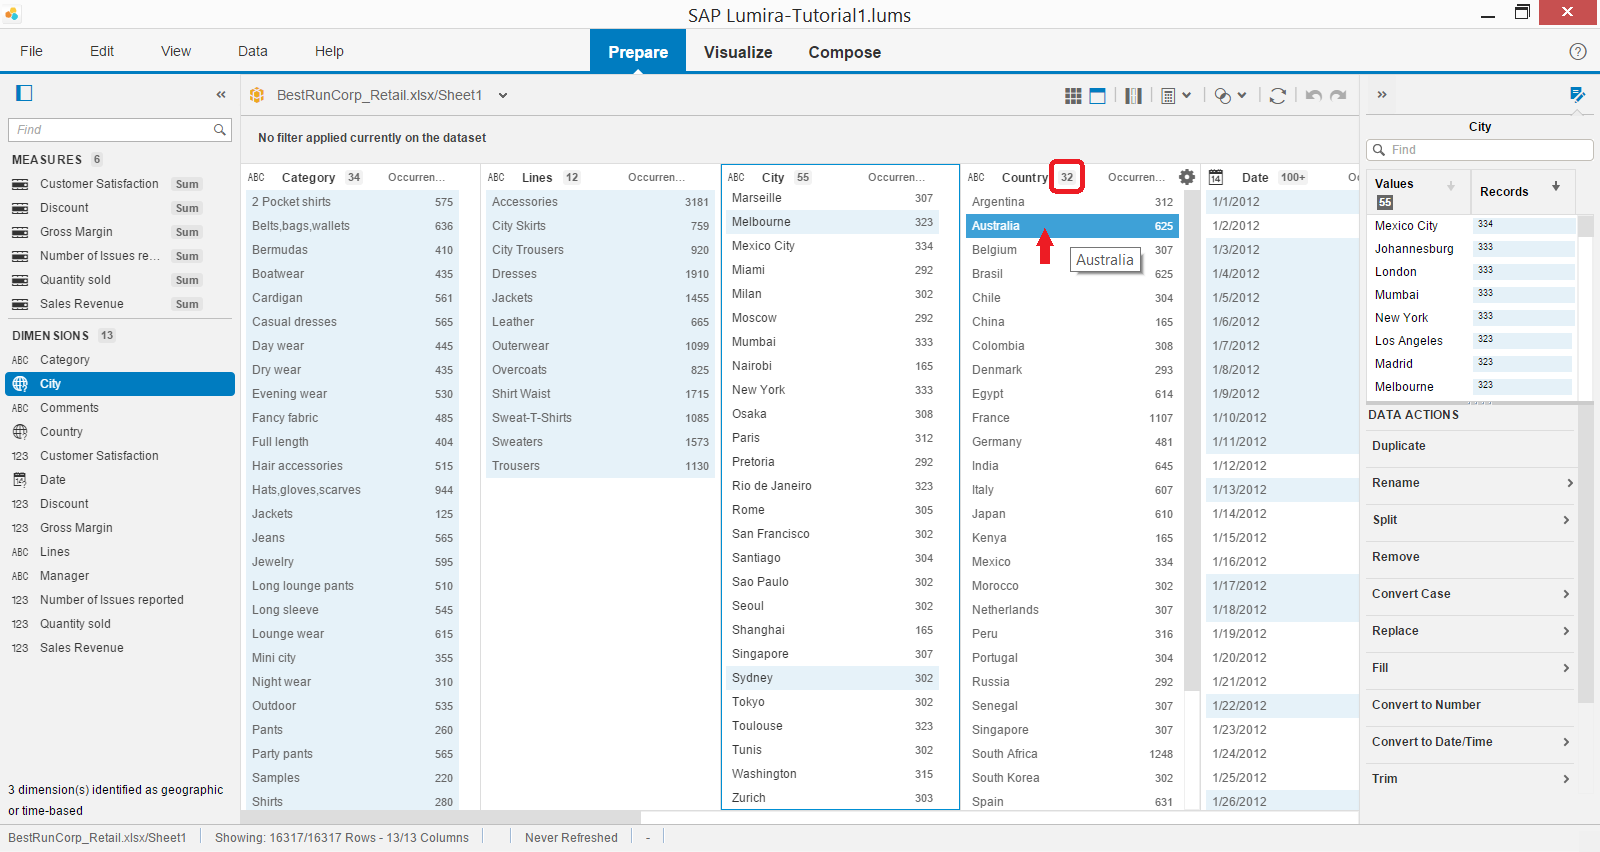 SAP Lumira-Tutorial1.lums
File Edit View Data Help Prepare Visualize Compose
BestRunCorp_Retail.xlsx/Sheet1
Find
MEASURES 6
Customer Satisfaction Sum
Discount Sum
Gross Margin Sum
Number of Issues re... Sum
Quantity sold Sum
Sales Revenue Sum
DIMENSIONS 13
ABC Category
City
ABC Comments
Country
123 Customer Satisfaction
Date
123 Discount
123 Gross Margin
ABC Lines
ABC Manager
123 Number of Issues reported
123 Quantity sold
123 Sales Revenue
3 dimension(s) identified as geographic
or time-based
No filter applied currently on the dataset
ABC Category 34 Occurren...
2 Pocket shirts 575
Belts,bags,wallets 636
Bermudas 410
Boatwear 435
Cardigan 561
Casual dresses 565
Day wear 445
Dry wear 435
Evening wear 530
Fancy fabric 485
Full length 404
Hair accessories 515
Hats,gloves,scarves 944
Jackets 125
Jeans 565
Jewelry 595
Long lounge pants 510
Long sleeve 545
Lounge wear 615
Mini city 355
Night wear 310
Outdoor 535
Pants 260
Party pants 565
Samples 220
Shirts 280
ABC Lines 12 Occurren...
Accessories 3181
City Skirts 759
City Trousers 920
Dresses 1910
Jackets 1455
Leather 665
Outerwear 1099
Overcoats 825
Shirt Waist 1715
Sweat-T-Shirts 1085
Sweaters 1573
Trousers 1130
ABC City 55 Occurren...
Marseille 307
Melbourne 323
Mexico City 334
Miami 292
Milan 302
Moscow 292
Mumbai 333
Nairobi 165
New York 333
Osaka 308
Paris 312
Pretoria 292
Rio de Janeiro 323
Rome 305
San Francisco 302
Santiago 304
Sao Paulo 302
Seoul 302
Shanghai 165
Singapore 307
Sydney 302
Tokyo 302
Toulouse 323
Tunis 302
Washington 315
Zurich 303
ABC Country 32 Occurren...
Argentina 312
Australia 625
Belgium 307
Brasil 625
Chile 304
China 165
Colombia 308
Denmark 293
Egypt 614
France 1107
Germany 481
India 645
Italy 607
Japan 610
Kenya 165
Mexico 334
Morocco 302
Netherlands 307
Peru 316
Portugal 304
Russia 292
Senegal 307
Singapore 307
South Africa 1248
South Korea 302
Spain 631
Australia
14 Date 100+ Oc
1/1/2012
1/2/2012
1/3/2012
1/4/2012
1/5/2012
1/6/2012
1/7/2012
1/8/2012
1/9/2012
1/10/2012
1/11/2012
1/12/2012
1/13/2012
1/14/2012
1/15/2012
1/16/2012
1/17/2012
1/18/2012
1/19/2012
1/20/2012
1/21/2012
1/22/2012
1/23/2012
1/24/2012
1/25/2012
1/26/2012
City
Find
Values 55 Records
Mexico City 334
Johannesburg 333
London 333
Mumbai 333
New York 333
Los Angeles 323
Madrid 323
Melbourne 323
DATA ACTIONS
Duplicate
Rename
Split
Remove
Convert Case
Replace
Fill
Convert to Number
Convert to Date/Time
Trim
BestRunCorp_Retail.xlsx/Sheet1 Showing: 16317/16317 Rows - 13/13 Columns Never Refreshed -